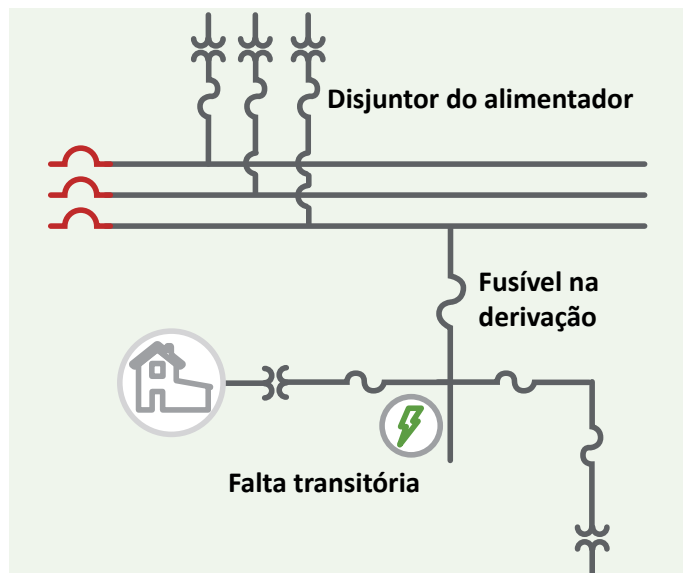 Disjuntor do alimentador
Fusível na
derivação
Falta transitória